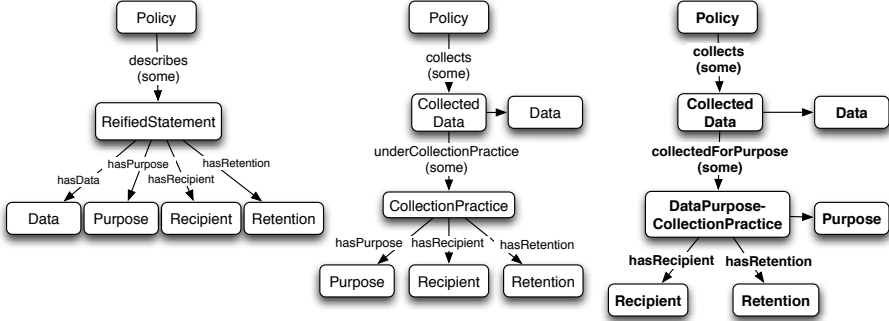 Policy
describes
(some)
ReifiedStatement
hasData
hasPurpose
hasRecipient
hasRetention
Data
Purpose
Recipient
Retention
Policy
collects
(some)
Collected
Data
Data
underCollectionPractice
(some)
CollectionPractice
hasPurpose
hasRecipient
hasRetention
Purpose
Recipient
Retention
Policy
collects
(some)
Collected
Data
Data
collectedForPurpose
(some)
DataPurpose-
CollectionPractice
Purpose
hasRecipient
hasRetention
Recipient
Retention